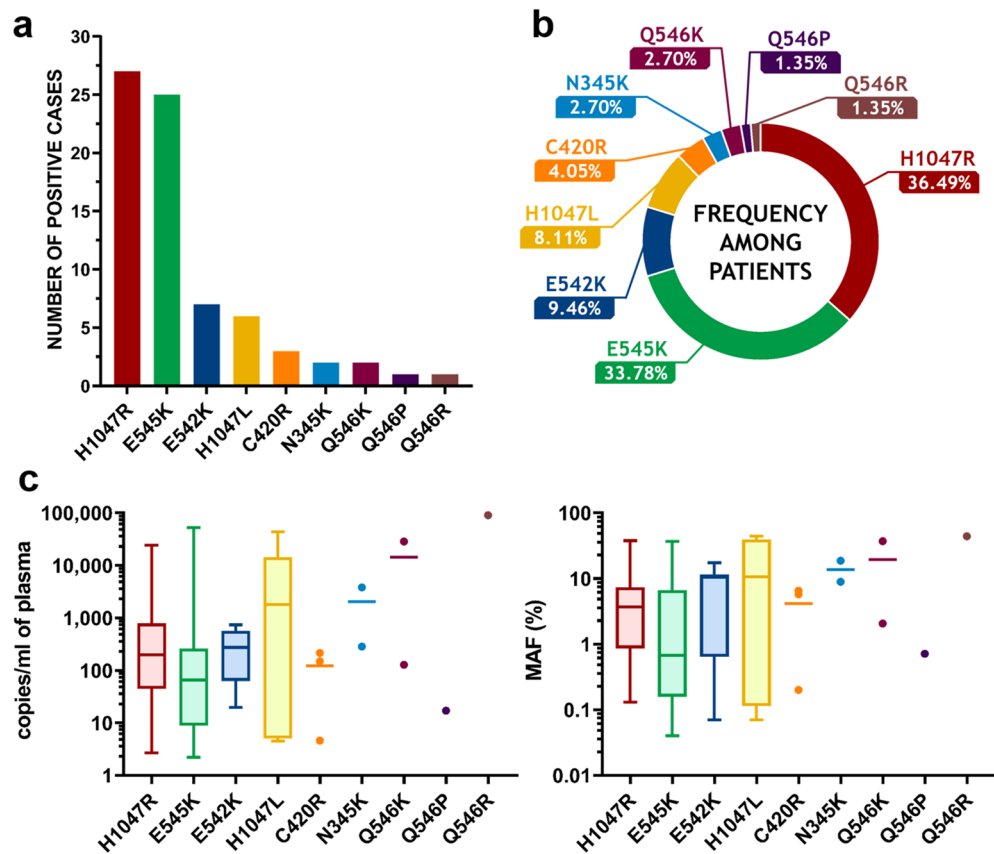 a
30
25
20
15
10
5
0
NUMBER OF POSITIVE CASES
H1047R
E545K
E542K
H1047L
C420R
N345K
Q546K
Q546P
Q546R
b
Q546K
2.70%
Q546P
1.35%
N345K
2.70%
Q546R
1.35%
C420R
4.05%
H1047R
36.49%
H1047L
8.11%
E542K
9.46%
E545K
33.78%
FREQUENCY
AMONG
PATIENTS
c
100,000
10,000
1,000
100
10
1
copies/ml of plasma
H1047R
E545K
E542K
H1047L
C420R
N345K
Q546K
Q546P
Q546R
100
10
1
0.1
0.01
MAF (%)
H1047R
E545K
E542K
H1047L
C420R
N345K
Q546K
Q546P
Q546R